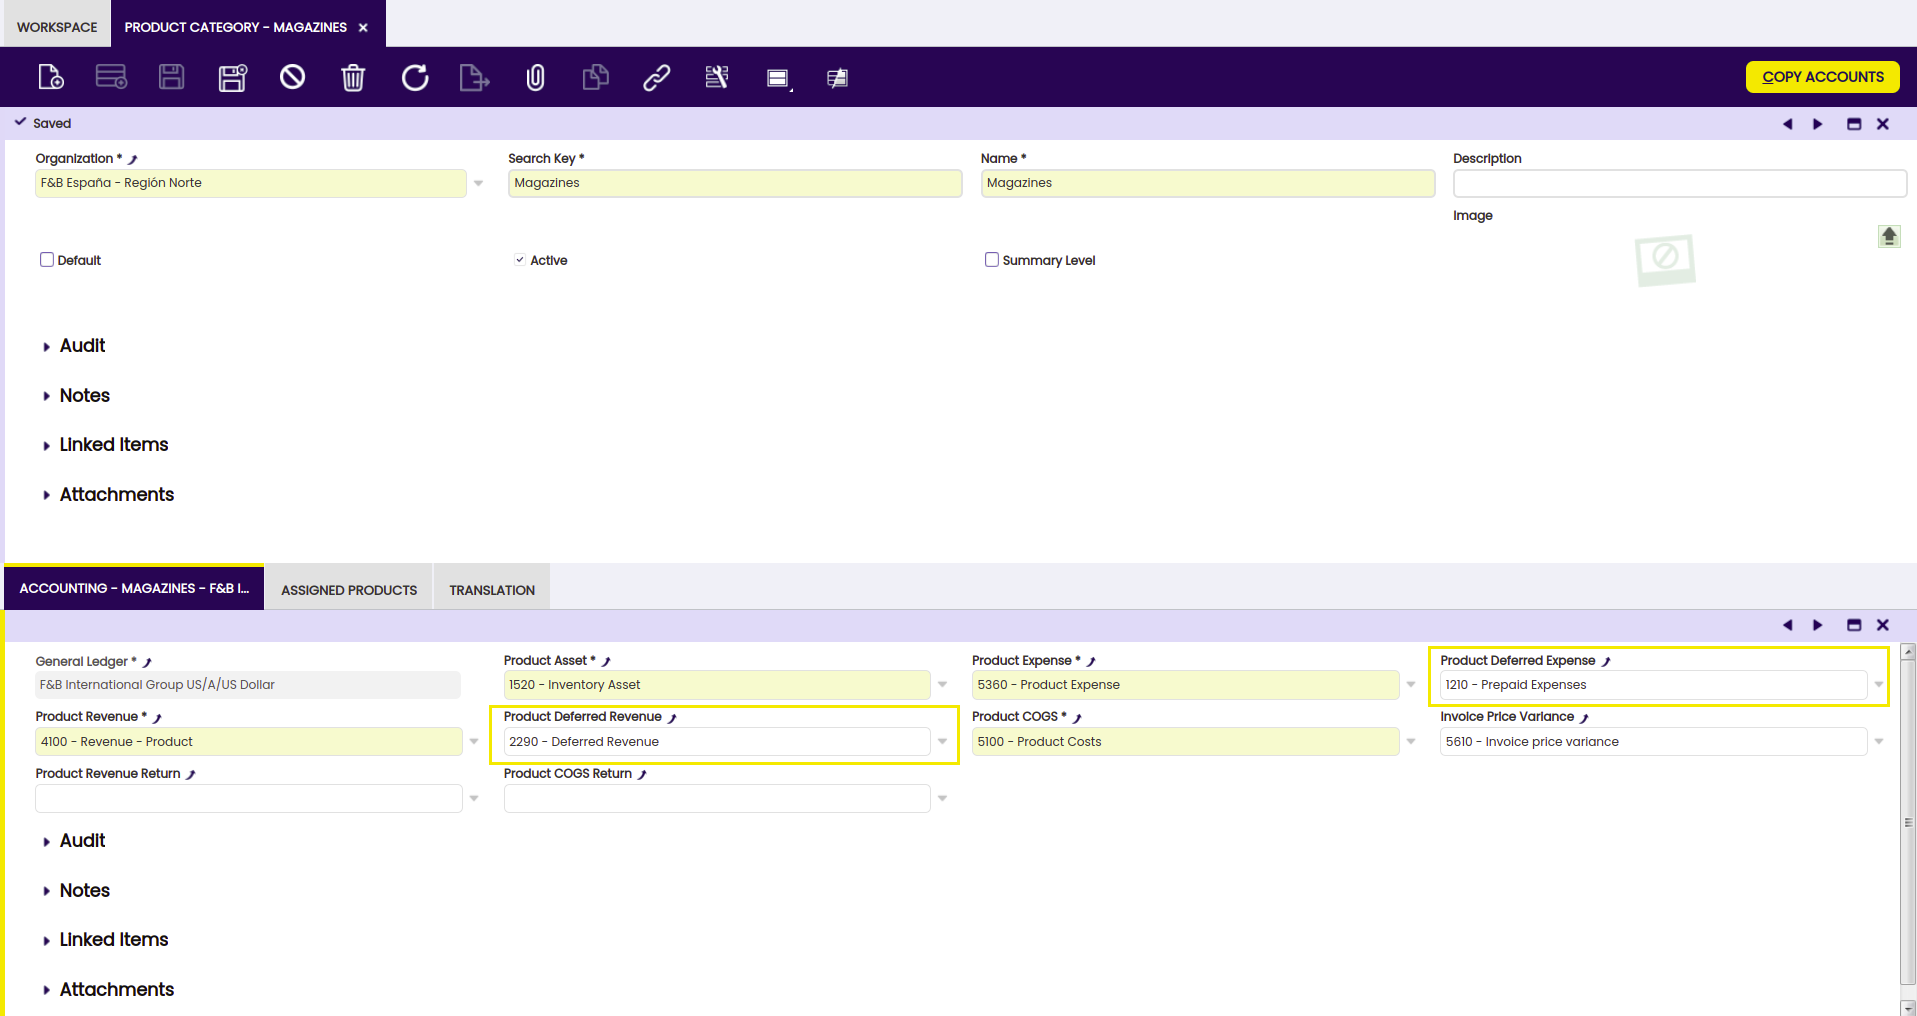 WORKSPACE
PRODUCT CATEGORY - MAGAZINES
COPY ACCOUNTS
Saved
Organization *
Search Key *
Name *
Description
F&B España - Región Norte
Magazines
Magazines
Image
Default
Active
Summary Level
Audit
Notes
Linked Items
Attachments
ACCOUNTING - MAGAZINES - F&B I...
ASSIGNED PRODUCTS
TRANSLATION
General Ledger *
Product Asset *
Product Expense *
Product Deferred Expense
F&B International Group US/A/US Dollar
1520 - Inventory Asset
5360 - Product Expense
1210 - Prepaid Expenses
Product Revenue *
Product Deferred Revenue
Product COGS *
Invoice Price Variance
4100 - Revenue - Product
2290 - Deferred Revenue
5100 - Product Costs
5610 - Invoice price variance
Product Revenue Return
Product COGS Return
Audit
Notes
Linked Items
Attachments